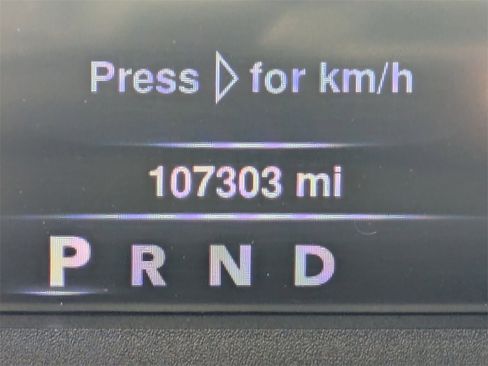 Press ▷ for km/h
107303 mi
P R N D